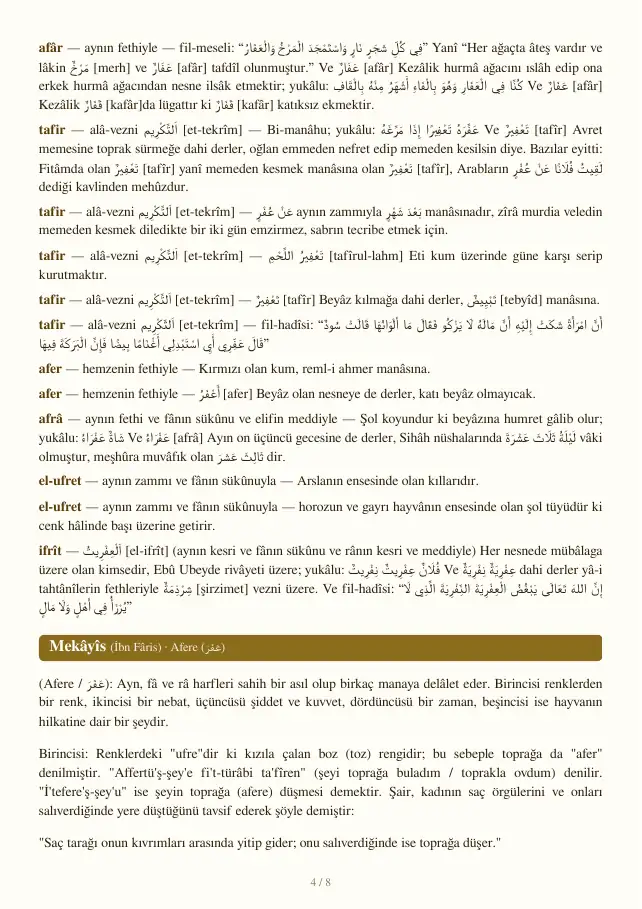 afâr — aynın fethiyle — fil-meseli: “فِي كُلِّ شَجَرٍ نَارٍ وَاسْتَمْجَدَ الْمَرْخُ وَالْعَفَارُ” Yanî “Her ağaçta âteş vardır ve
lâkin مَرْخٌ [merh] ve عَفَارٌ [afâr] tafdîl olunmuştur.” Ve عَفَارٌ [afâr] Kezâlik hurmâ ağacını ıslâh edip ona
erkek hurmâ ağacından nesne ilsâk etmektir; yukâlu: كُنَّا فِي الْعَفَارِ وَهُوَ بِالْفَاءِ أَشْهَرُ مِنْهُ بِالْقَافِ Ve عَفَارٌ [afâr]
Kezâlik قَفَارٌ [kafâr]da lügattır ki قَفَارٌ [kafâr] katıksız ekmektir.
tafir — alâ-vezni اَلتَّكْرِيم [et-tekrîm] — Bi-manâhu; yukâlu: عَفَّرَهُ تَعْفِيرًا إِذَا مَرَّغَهُ Ve تَعْفِيرٌ [tafîr] Avret
memesine toprak sürmeğe dahi derler, oğlan emmeden nefret edip memeden kesilsin diye. Bazılar eyitti:
Fitâmda olan تَعْفِيرٌ [tafîr] yanî memeden kesmek manâsına olan تَعْفِيرٌ [tafîr], Arabların لَقِيتُ فُلَانًا عَنْ عُفْرٍ
dediği kavlinden mehûzdur.
tafir — alâ-vezni اَلتَّكْرِيم [et-tekrîm] — عَنْ عُفْرٍ aynın zammıyla بَعْدَ شَهْرٍ manâsınadır, zîrâ murdia veledin
memeden kesmek diledikte bir iki gün emzirmez, sabrın tecribe etmek için.
tafir — alâ-vezni اَلتَّكْرِيم [et-tekrîm] — تَعْفِيرُ اللَّحْمِ [tafîrul-lahm] Eti kum üzerinde güne karşı serip
kurutmaktır.
tafir — alâ-vezni اَلتَّكْرِيم [et-tekrîm] — تَعْفِيرٌ [tafîr] Beyâz kılmağa dahi derler, تَبْيِيضٌ [tebyîd] manâsına.
tafir — alâ-vezni اَلتَّكْرِيم [et-tekrîm] — fil-hadîsi: “أَنَّ امْرَأَةً شَكَتْ إِلَيْهِ أَنَّ مَالَهُ لَا يَزْكُو فَقَالَ مَا أَلْوَانُهَا قَالَتْ سُودٌ
قَالَ عَفِّرِي أَيِ اسْتَبْدِلِي أَغْنَامًا بِيضًا فَإِنَّ الْبَرَكَةَ فِيهَا”
afer — hemzenin fethiyle — Kırmızı olan kum, reml-i ahmer manâsına.
afer — hemzenin fethiyle — أَعْفَرُ [afer] Beyâz olan nesneye de derler, katı beyâz olmayıcak.
afrâ — aynın fethi ve fânın sükûnu ve elifin meddiyle — Şol koyundur ki beyâzına humret gâlib olur;
yukâlu: شَاةٌ عَفْرَاءُ Ve عَفْرَاءُ [afrâ] Ayın on üçüncü gecesine de derler, Sihâh nüshalarında لَيْلَةُ ثَلَاثَ عَشْرَةَ vâki
olmuştur, meşhûra muvâfık olan ثَالِثَ عَشَرَ dir.
el-ufret — aynın zammı ve fânın sükûnuyla — Arslanın ensesinde olan kıllarıdır.
el-ufret — aynın zammı ve fânın sükûnuyla — horozun ve gayrı hayvânın ensesinde olan şol tüyüdür ki
cenk hâlinde başı üzerine getirir.
ifrît — اَلْعِفْرِيتُ [el-ifrît] (aynın kesri ve fânın sükûnu ve rânın kesri ve meddiyle) Her nesnede mübâlaga
üzere olan kimsedir, Ebû Ubeyde rivâyeti üzere; yukâlu: فُلَانٌ عِفْرِيتٌ نِفْرِيتٌ Ve عِفْرِيَةٌ نِفْرِيَةٌ dahi derler yâ-i
tahtânîlerin fethleriyle شِرْذِمَةٌ [şirzimet] vezni üzere. Ve fil-hadîsi: “إِنَّ اللهَ تَعَالَى يَبْغُضُ الْعِفْرِيَةَ النِّفْرِيَةَ الَّذِي لَا
يُرْزَأُ فِي أَهْلٍ وَلَا مَالٍ”
Mekâyîs (İbn Fâris) · Afere (عَفَرَ)
(Afere / عَفَرَ): Ayn, fâ ve râ harfleri sahih bir asıl olup birkaç manaya delâlet eder. Birincisi renklerden
bir renk, ikincisi bir nebat, üçüncüsü şiddet ve kuvvet, dördüncüsü bir zaman, beşincisi ise hayvanın
hilkatine dair bir şeydir.
Birincisi: Renklerdeki "ufre"dir ki kızıla çalan boz (toz) rengidir; bu sebeple toprağa da "afer"
denilmiştir. "Affertü'ş-şey'e fi't-türâbi ta'fîren" (şeyi toprağa buladım / toprakla ovdum) denilir.
"İ'tefere'ş-şey'u" ise şeyin toprağa (afere) düşmesi demektir. Şair, kadının saç örgülerini ve onları
salıverdiğinde yere düştüğünü tavsif ederek şöyle demiştir:
"Saç tarağı onun kıvrımları arasında yitip gider; onu salıverdiğinde ise toprağa düşer."
4 / 8